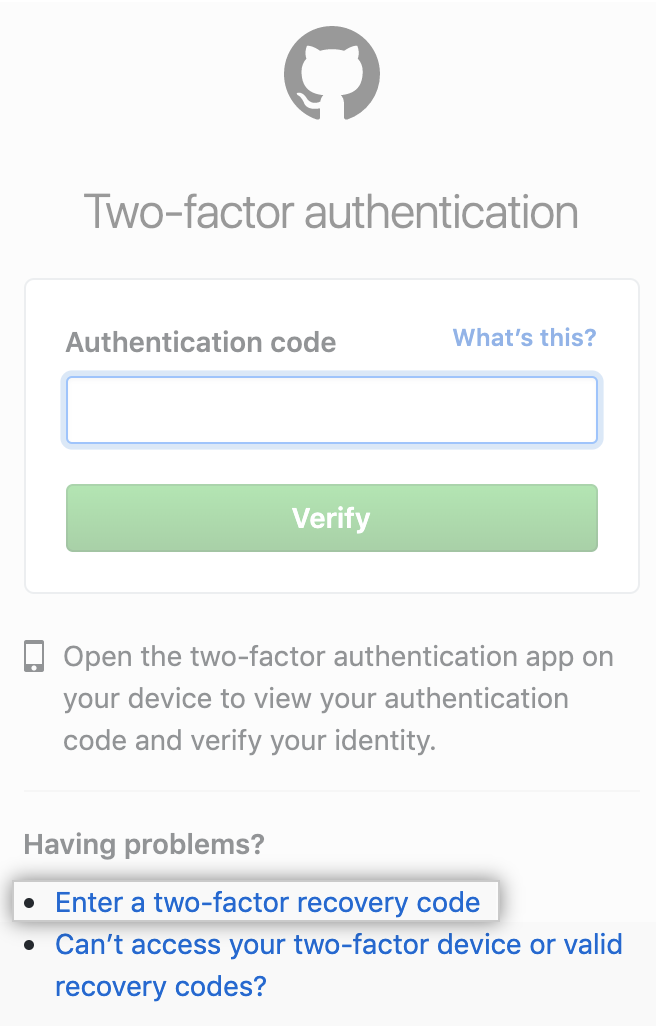 Two-factor authentication
Authentication code
What's this?
Verify
Open the two-factor authentication app on
your device to view your authentication
code and verify your identity.
Having problems?
• Enter a two-factor recovery code
• Can't access your two-factor device or valid
recovery codes?